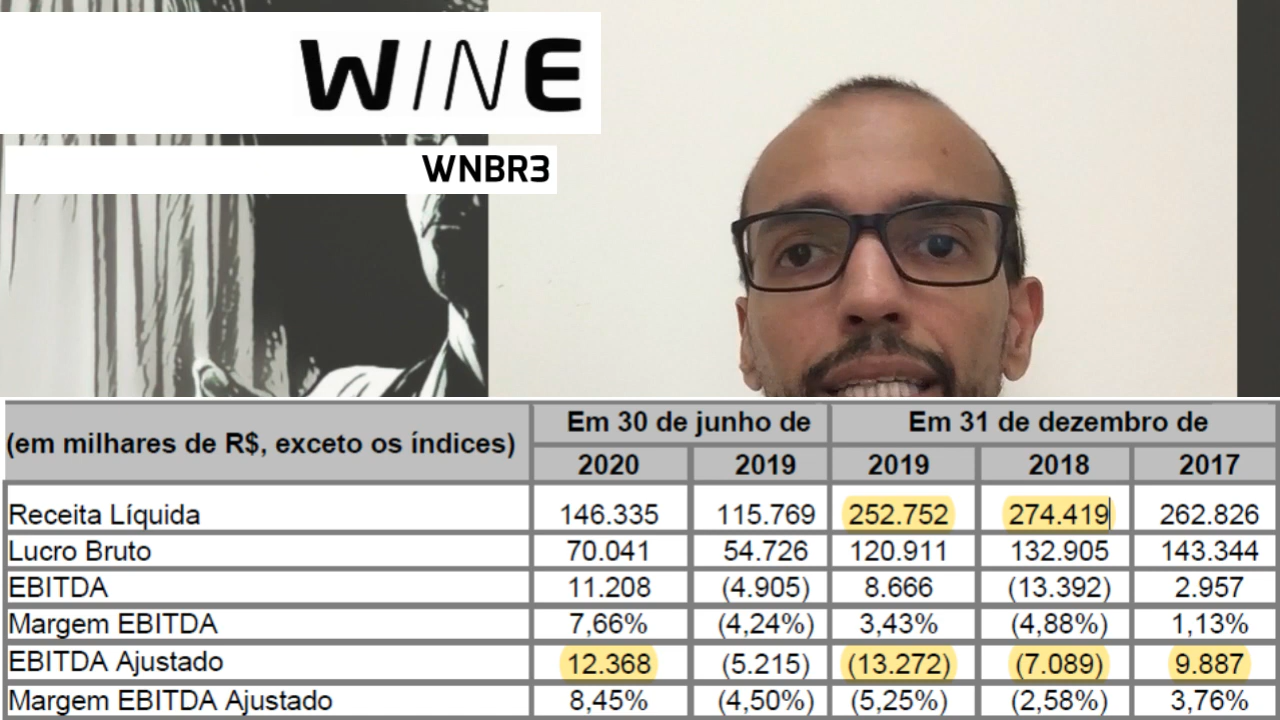 WINE
WNBR3
(em milhares de R$, exceto os índices) Em 30 de junho de Em 31 de dezembro de
2020 2019 2019 2018 2017
Receita Líquida 146.335 115.769 252.752 274.419 262.826
Lucro Bruto 70.041 54.726 120.911 132.905 143.344
EBITDA 11.208 (4.905) 8.666 (13.392) 2.957
Margem EBITDA 7,66% (4,24%) 3,43% (4,88%) 1,13%
EBITDA Ajustado 12.368 (5.215) (13.272) (7.089) 9.887
Margem EBITDA Ajustado 8,45% (4,50%) (5,25%) (2,58%) 3,76%